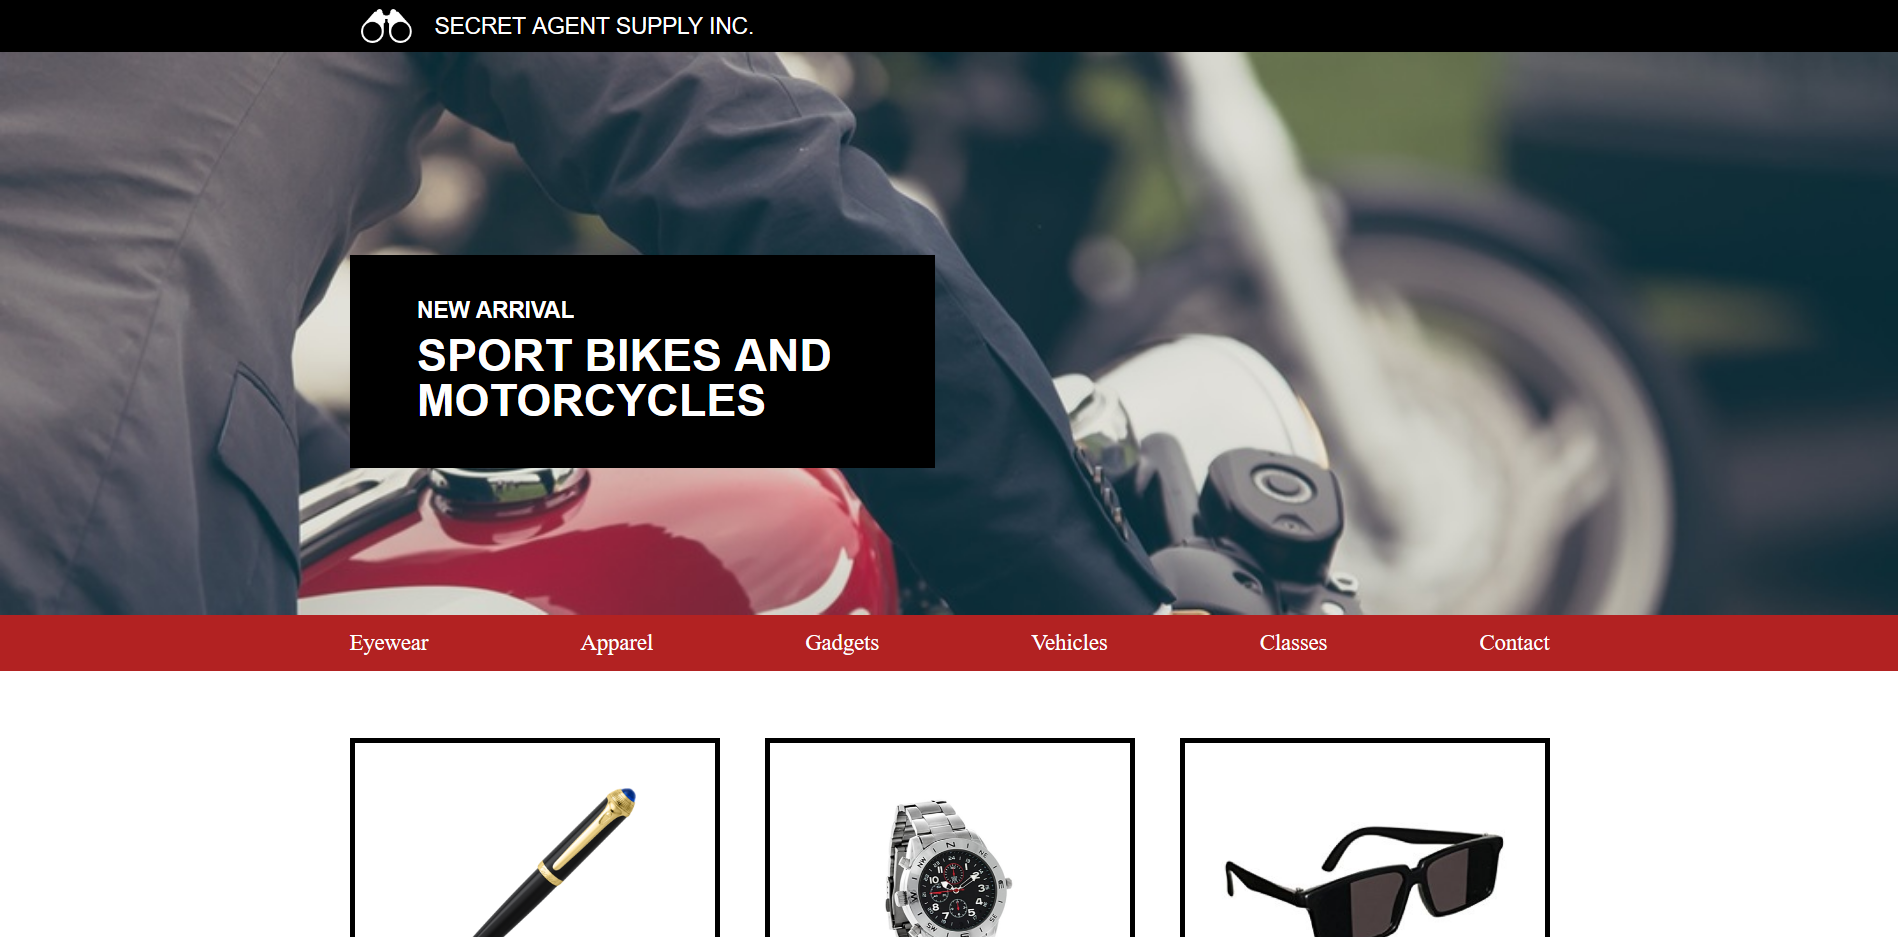 SECRET AGENT SUPPLY INC.
NEW ARRIVAL
SPORT BIKES AND
MOTORCYCLES
Eyewear Apparel Gadgets Vehicles Classes Contact